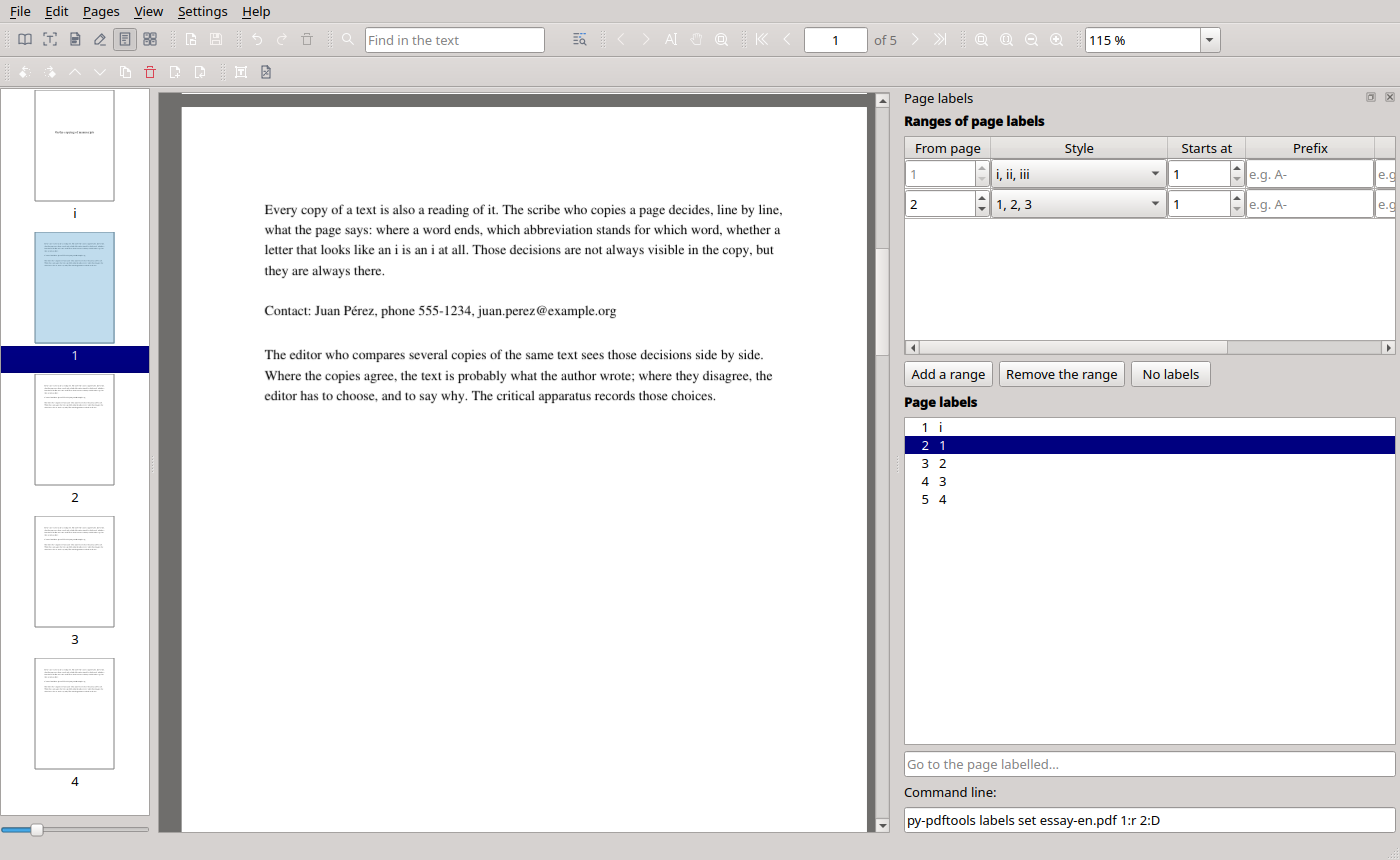 File Edit Pages View Settings Help
Find in the text
1 of 5
115 %
i
1
2
3
4
Every copy of a text is also a reading of it. The scribe who copies a page decides, line by line,
what the page says: where a word ends, which abbreviation stands for which word, whether a
letter that looks like an i is an i at all. Those decisions are not always visible in the copy, but
they are always there.
Contact: Juan Pérez, phone 555-1234, juan.perez@example.org
The editor who compares several copies of the same text sees those decisions side by side.
Where the copies agree, the text is probably what the author wrote; where they disagree, the
editor has to choose, and to say why. The critical apparatus records those choices.
Page labels
Ranges of page labels
From page Style Starts at Prefix
1 i, ii, iii 1 e.g. A- e.g
2 1, 2, 3 1 e.g. A- e.g
Add a range Remove the range No labels
Page labels
1 i
2 1
3 2
4 3
5 4
Go to the page labelled...
Command line:
py-pdftools labels set essay-en.pdf 1:r 2:D